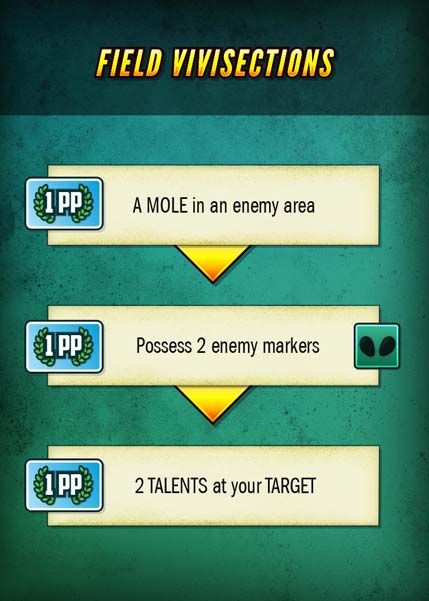 FIELD VIVISECTIONS
1 PP
A MOLE in an enemy area
1 PP
Possess 2 enemy markers
1 PP
2 TALENTS at your TARGET